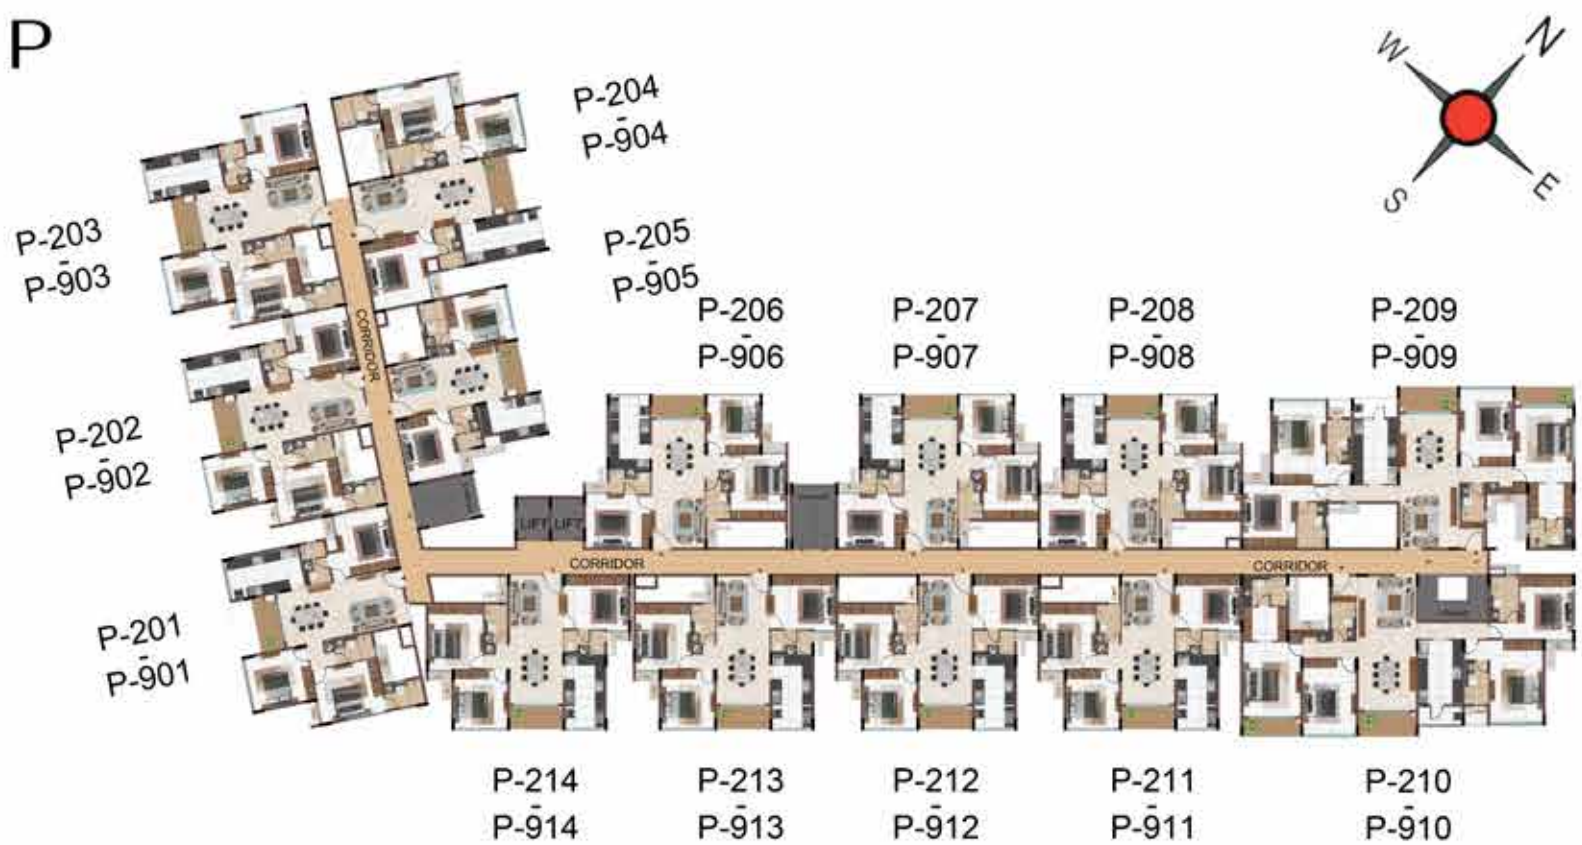 P
N
W
E
S
P-204
-
P-904
P-203
-
P-903
P-205
-
P-905
P-206
-
P-906
P-207
-
P-907
P-208
-
P-908
P-209
-
P-909
CORRIDOR
P-202
-
P-902
LIFT LIFT
CORRIDOR
CORRIDOR
P-201
-
P-901
P-214
-
P-914
P-213
-
P-913
P-212
-
P-912
P-211
-
P-911
P-210
-
P-910